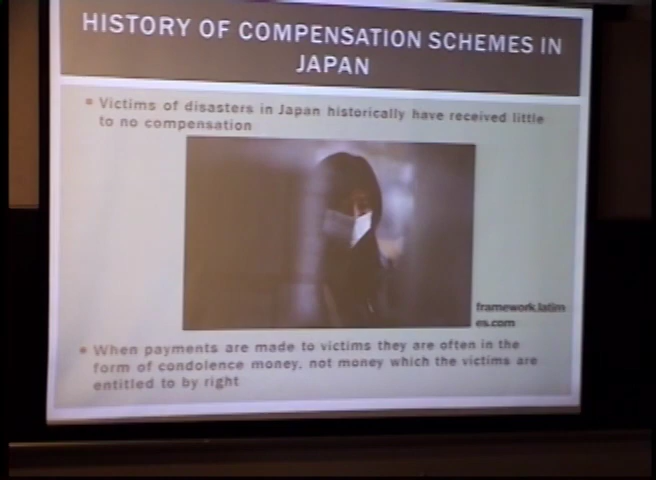 HISTORY OF COMPENSATION SCHEMES IN
JAPAN
Victims of disasters in Japan historically have received little
to no compensation
framework.latim
es.com
When payments are made to victims they are often in the
form of condolence money, not money which the victims are
entitled to by right